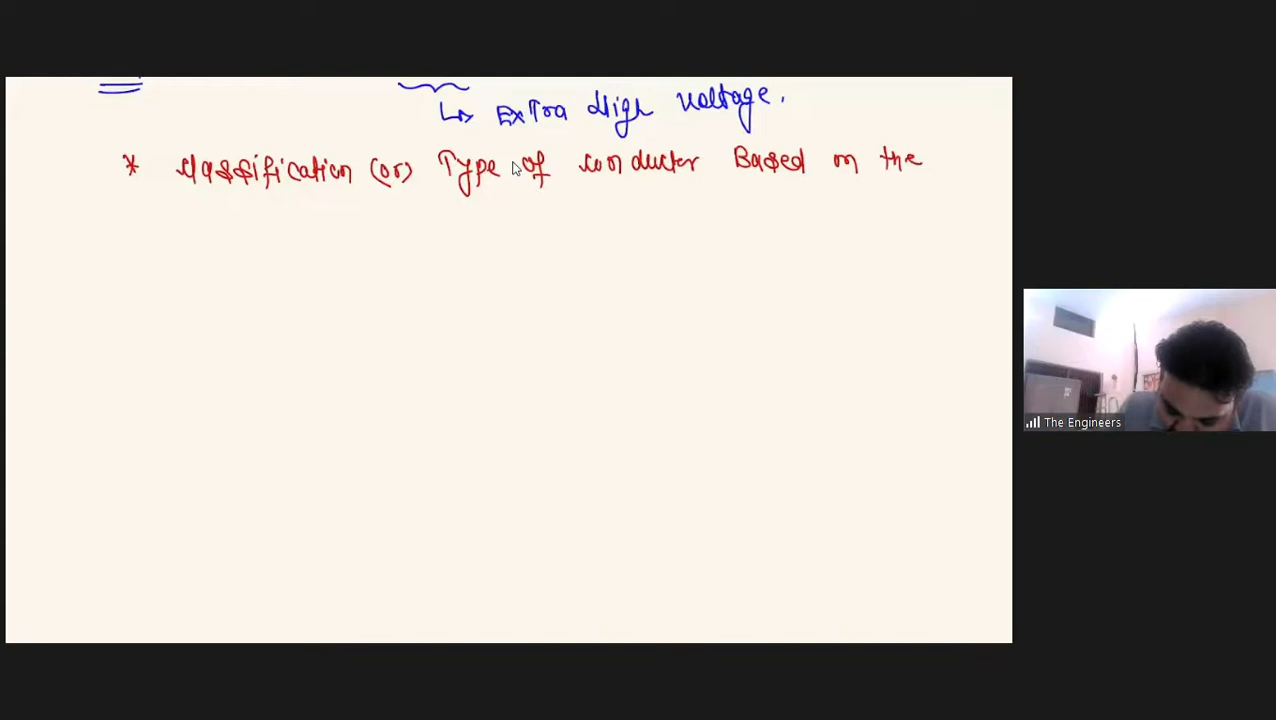 ↳ Extra High Voltage.
* Classification (or) Type of conductor Based on the
The Engineers